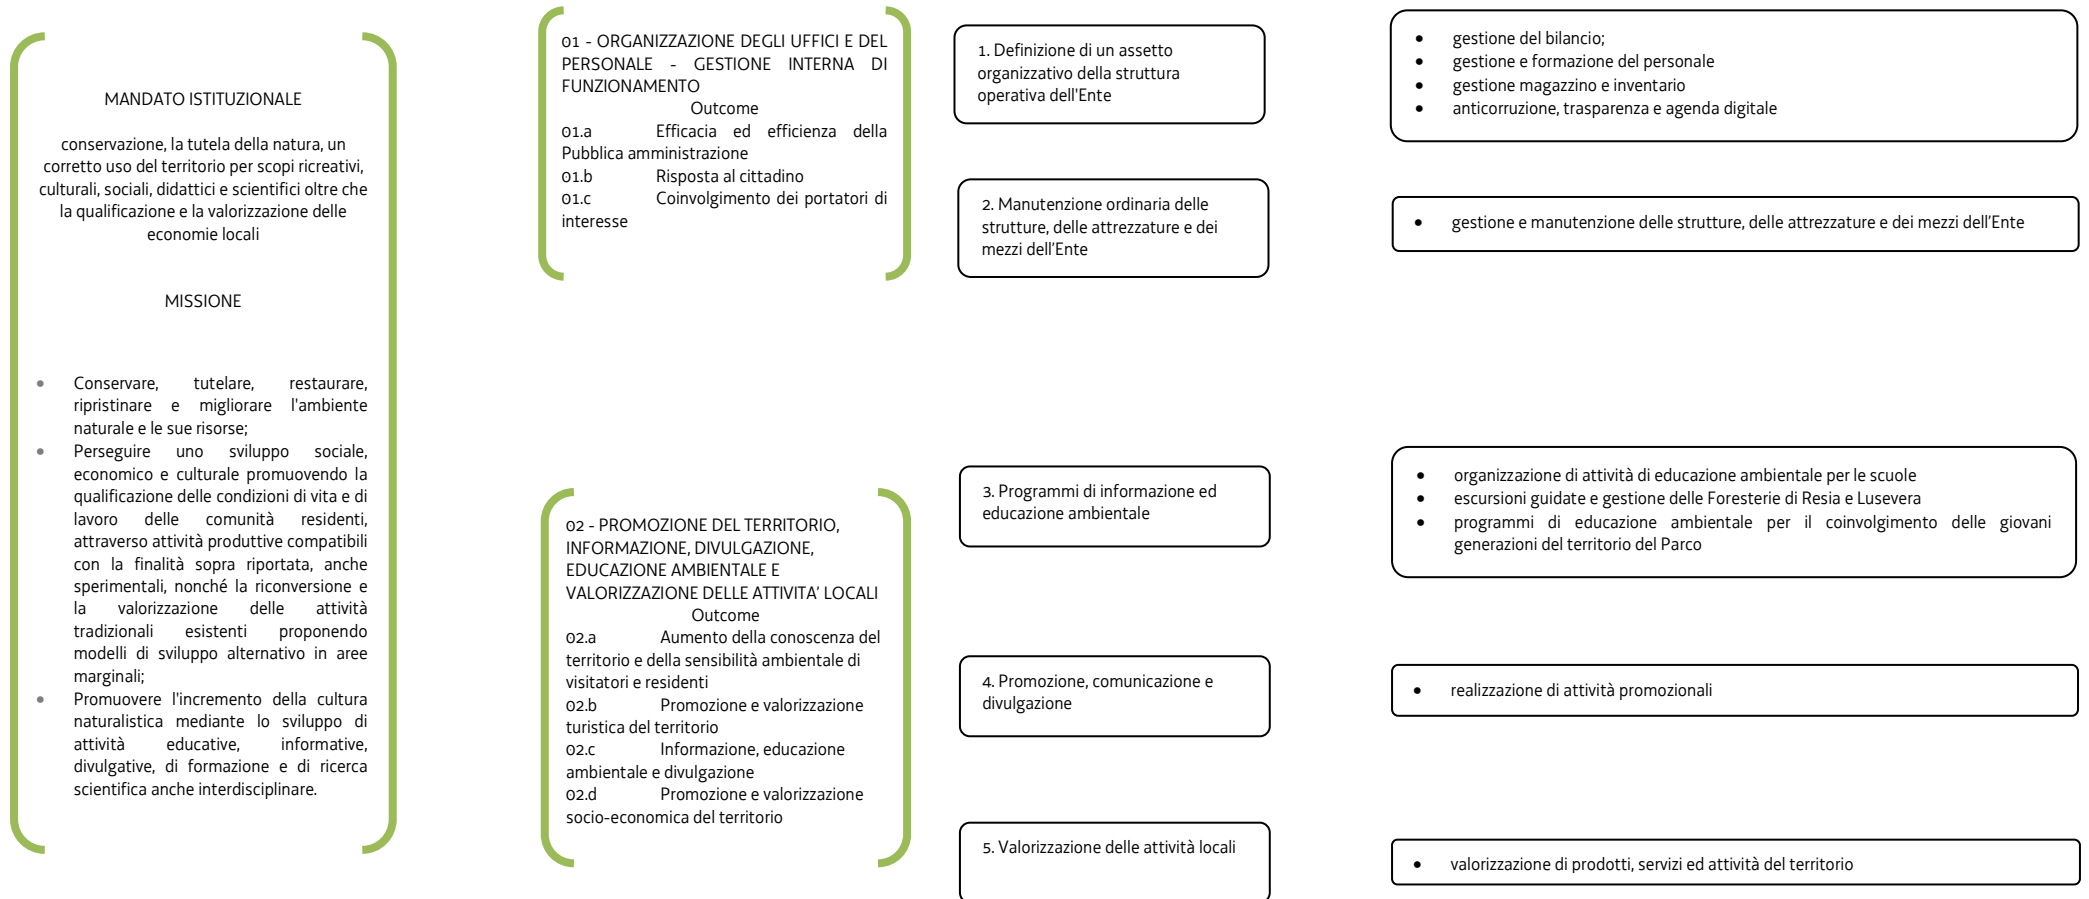 MANDATO ISTITUZIONALE
conservazione, la tutela della natura, un
corretto uso del territorio per scopi ricreativi,
culturali, sociali, didattici e scientifici oltre che
la qualificazione e la valorizzazione delle
economie locali
MISSIONE
• Conservare, tutelare, restaurare,
ripristinare e migliorare l'ambiente
naturale e le sue risorse;
• Perseguire uno sviluppo sociale,
economico e culturale promuovendo la
qualificazione delle condizioni di vita e di
lavoro delle comunità residenti,
attraverso attività produttive compatibili
con la finalità sopra riportata, anche
sperimentali, nonché la riconversione e
la valorizzazione delle attività
tradizionali esistenti proponendo
modelli di sviluppo alternativo in aree
marginali;
• Promuovere l'incremento della cultura
naturalistica mediante lo sviluppo di
attività educative, informative,
divulgative, di formazione e di ricerca
scientifica anche interdisciplinare.
01 - ORGANIZZAZIONE DEGLI UFFICI E DEL
PERSONALE - GESTIONE INTERNA DI
FUNZIONAMENTO
Outcome
01.a Efficacia ed efficienza della
Pubblica amministrazione
01.b Risposta al cittadino
01.c Coinvolgimento dei portatori di
interesse
1. Definizione di un assetto
organizzativo della struttura
operativa dell'Ente
• gestione del bilancio;
• gestione e formazione del personale
• gestione magazzino e inventario
• anticorruzione, trasparenza e agenda digitale
2. Manutenzione ordinaria delle
strutture, delle attrezzature e dei
mezzi dell’Ente
• gestione e manutenzione delle strutture, delle attrezzature e dei mezzi dell’Ente
02 - PROMOZIONE DEL TERRITORIO,
INFORMAZIONE, DIVULGAZIONE,
EDUCAZIONE AMBIENTALE E
VALORIZZAZIONE DELLE ATTIVITA’ LOCALI
Outcome
02.a Aumento della conoscenza del
territorio e della sensibilità ambientale di
visitatori e residenti
02.b Promozione e valorizzazione
turistica del territorio
02.c Informazione, educazione
ambientale e divulgazione
02.d Promozione e valorizzazione
socio-economica del territorio
3. Programmi di informazione ed
educazione ambientale
• organizzazione di attività di educazione ambientale per le scuole
• escursioni guidate e gestione delle Foresterie di Resia e Lusevera
• programmi di educazione ambientale per il coinvolgimento delle giovani
generazioni del territorio del Parco
4. Promozione, comunicazione e
divulgazione
• realizzazione di attività promozionali
5. Valorizzazione delle attività locali
• valorizzazione di prodotti, servizi ed attività del territorio